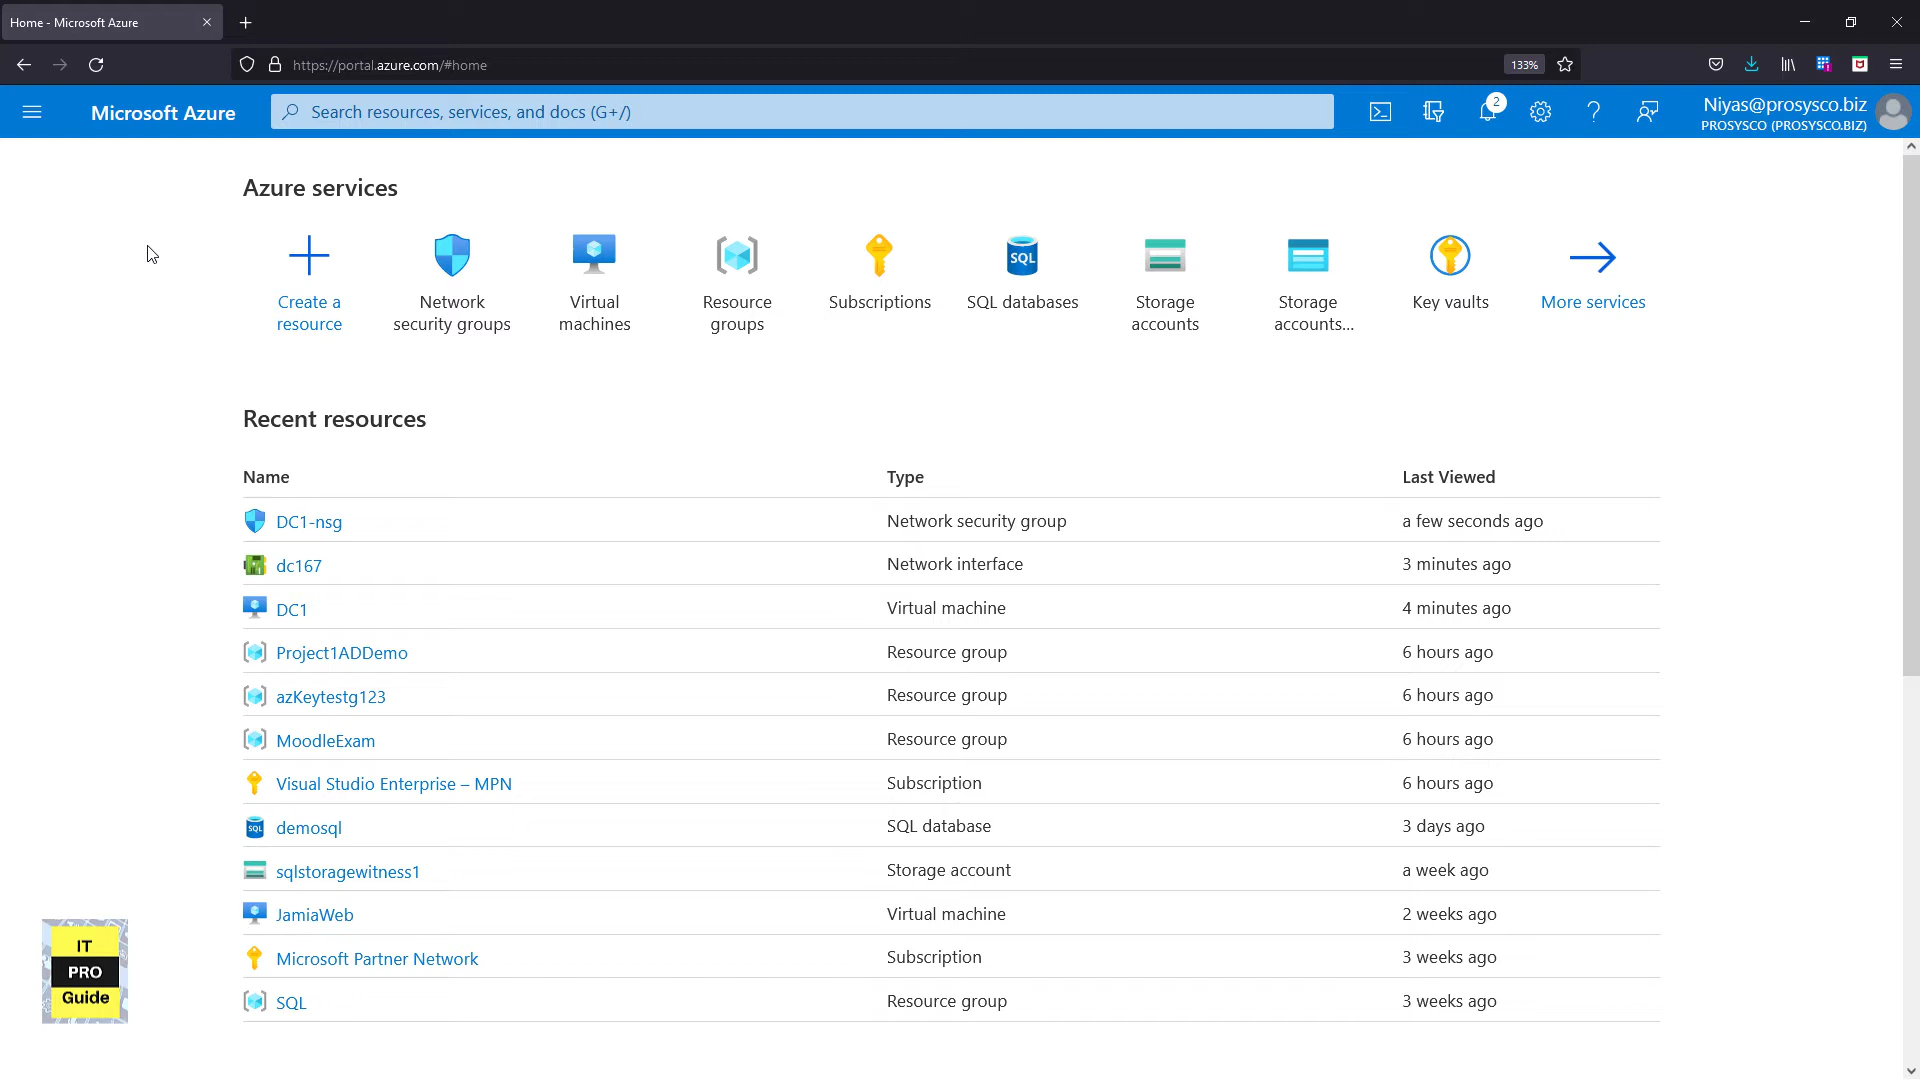 Home - Microsoft Azure
https://portal.azure.com/#home
133%
Microsoft Azure
Search resources, services, and docs (G+/)
2
Niyas@prosysco.biz
PROSYSCO (PROSYSCO.BIZ)
Azure services
Create a
resource
Network
security groups
Virtual
machines
Resource
groups
Subscriptions
SQL
SQL databases
Storage
accounts
Storage
accounts...
Key vaults
More services
Recent resources
Name Type Last Viewed
DC1-nsg Network security group a few seconds ago
dc167 Network interface 3 minutes ago
DC1 Virtual machine 4 minutes ago
Project1ADDemo Resource group 6 hours ago
azKeytestg123 Resource group 6 hours ago
MoodleExam Resource group 6 hours ago
Visual Studio Enterprise – MPN Subscription 6 hours ago
SQL demosql SQL database 3 days ago
sqlstoragewitness1 Storage account a week ago
JamiaWeb Virtual machine 2 weeks ago
Microsoft Partner Network Subscription 3 weeks ago
SQL Resource group 3 weeks ago
IT
PRO
Guide